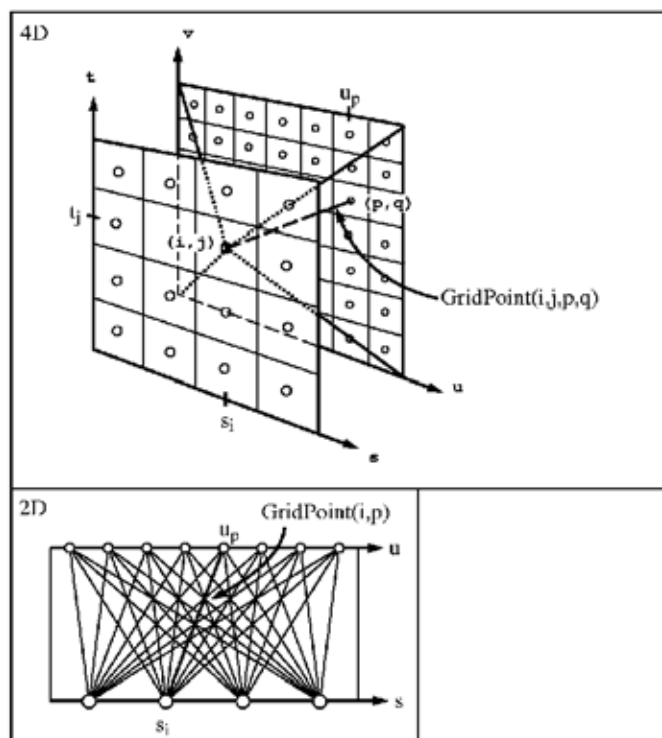 4D
v
t
u_p
t_j
(i,j)
(p,q)
GridPoint(i,j,p,q)
u
s_i
s
2D
GridPoint(i,p)
u_p
u
s
s_i